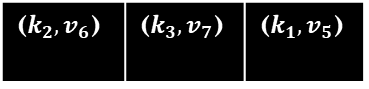 (k₂, v₆) (k₃, v₇) (k₁, v₅)